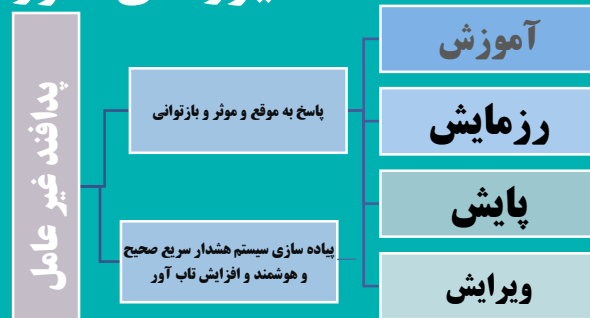 پدافند غیر عامل
پاسخ به موقع و موثر و بازتوانی
پیاده سازی سیستم هشدار سریع صحیح
و هوشمند و افزایش تاب آور
آموزش
رزمایش
پایش
ویرایش